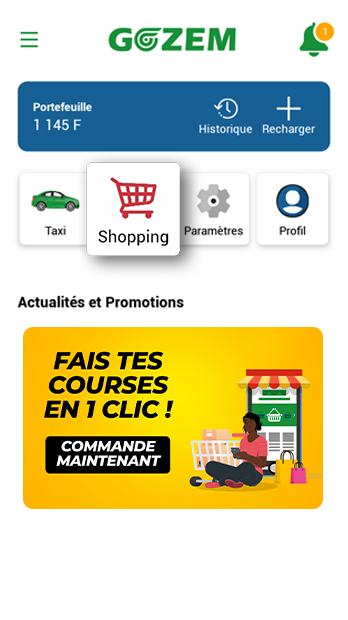 GOZEM
1
Portefeuille
1 145 F
Historique
Recharger
Taxi
Shopping
Paramètres
Profil
Actualités et Promotions
FAIS TES
COURSES
EN 1 CLIC !
COMMANDE
MAINTENANT